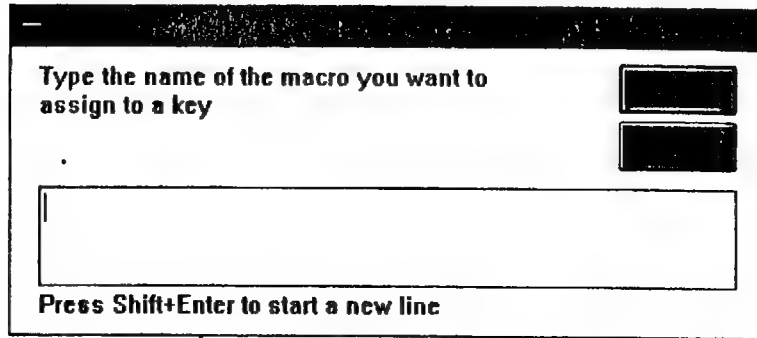 Type the name of the macro you want to
assign to a key
Press Shift+Enter to start a new line